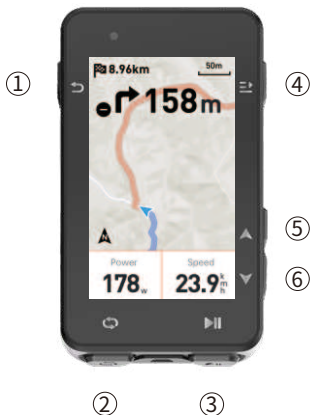 ①
④
8.96km
50m
158m
N
⑤
Power
Speed
178w
23.9km/h
⑥
②
③